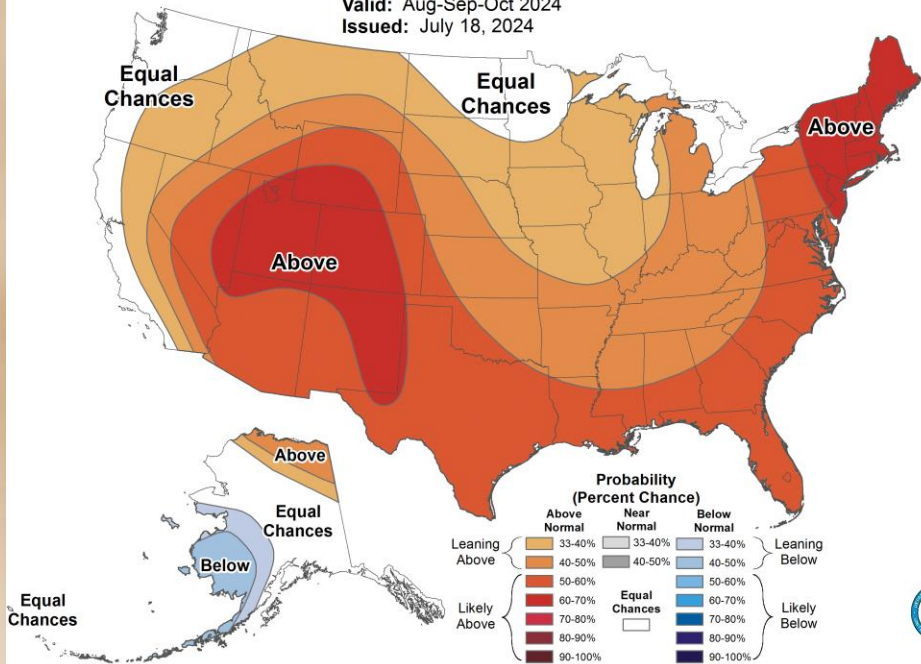 Valid: Aug-Sep-Oct 2024
Issued: July 18, 2024
Equal
Chances
Equal
Chances
Above
Above
Above
Equal
Chances
Below
Equal
Chances
Probability
(Percent Chance)
Above
Normal
Near
Normal
Below
Normal
Leaning
Above
33-40%
33-40%
33-40%
Leaning
Below
40-50%
40-50%
40-50%
Likely
Above
50-60%
50-60%
Likely
Below
60-70%
Equal
Chances
60-70%
70-80%
70-80%
80-90%
80-90%
90-100%
90-100%